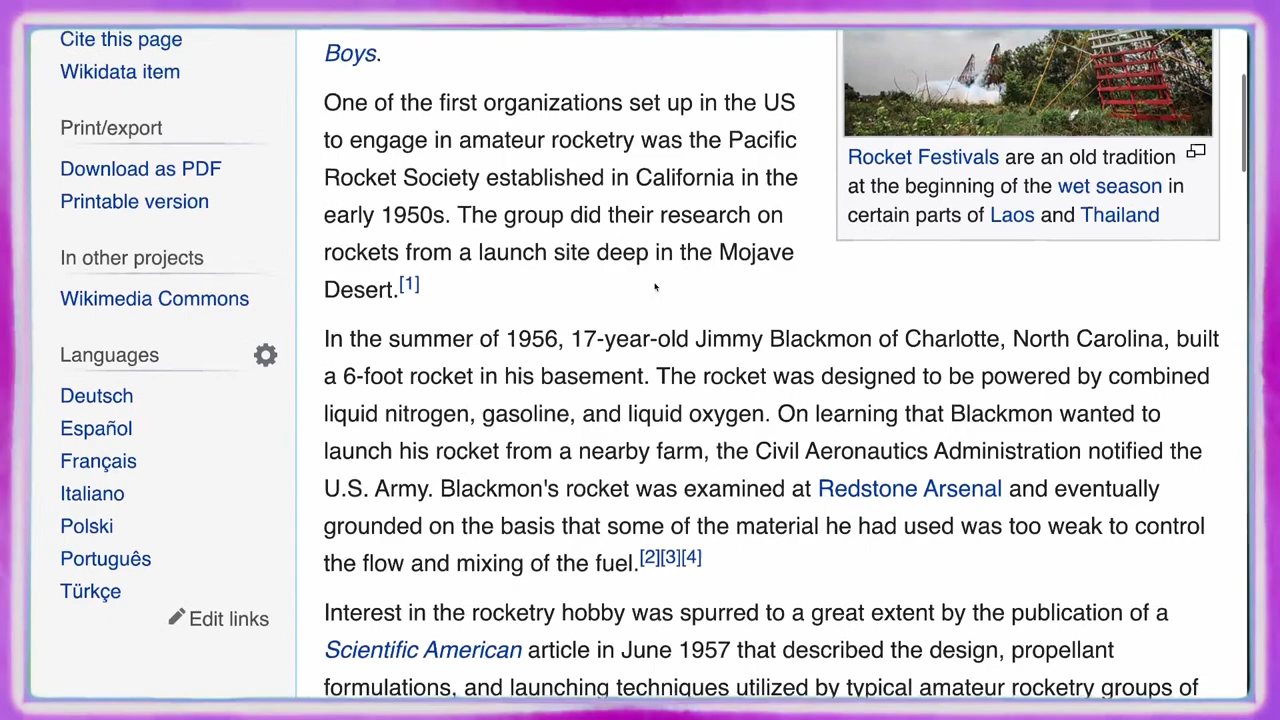 Cite this page
Wikidata item
Print/export
Download as PDF
Printable version
In other projects
Wikimedia Commons
Languages
Deutsch
Español
Français
Italiano
Polski
Português
Türkçe
Edit links
Boys.
One of the first organizations set up in the US
to engage in amateur rocketry was the Pacific
Rocket Society established in California in the
early 1950s. The group did their research on
rockets from a launch site deep in the Mojave
Desert.[1]
Rocket Festivals are an old tradition
at the beginning of the wet season in
certain parts of Laos and Thailand
In the summer of 1956, 17-year-old Jimmy Blackmon of Charlotte, North Carolina, built
a 6-foot rocket in his basement. The rocket was designed to be powered by combined
liquid nitrogen, gasoline, and liquid oxygen. On learning that Blackmon wanted to
launch his rocket from a nearby farm, the Civil Aeronautics Administration notified the
U.S. Army. Blackmon's rocket was examined at Redstone Arsenal and eventually
grounded on the basis that some of the material he had used was too weak to control
the flow and mixing of the fuel.[2][3][4]
Interest in the rocketry hobby was spurred to a great extent by the publication of a
Scientific American article in June 1957 that described the design, propellant
formulations, and launching techniques utilized by typical amateur rocketry groups of